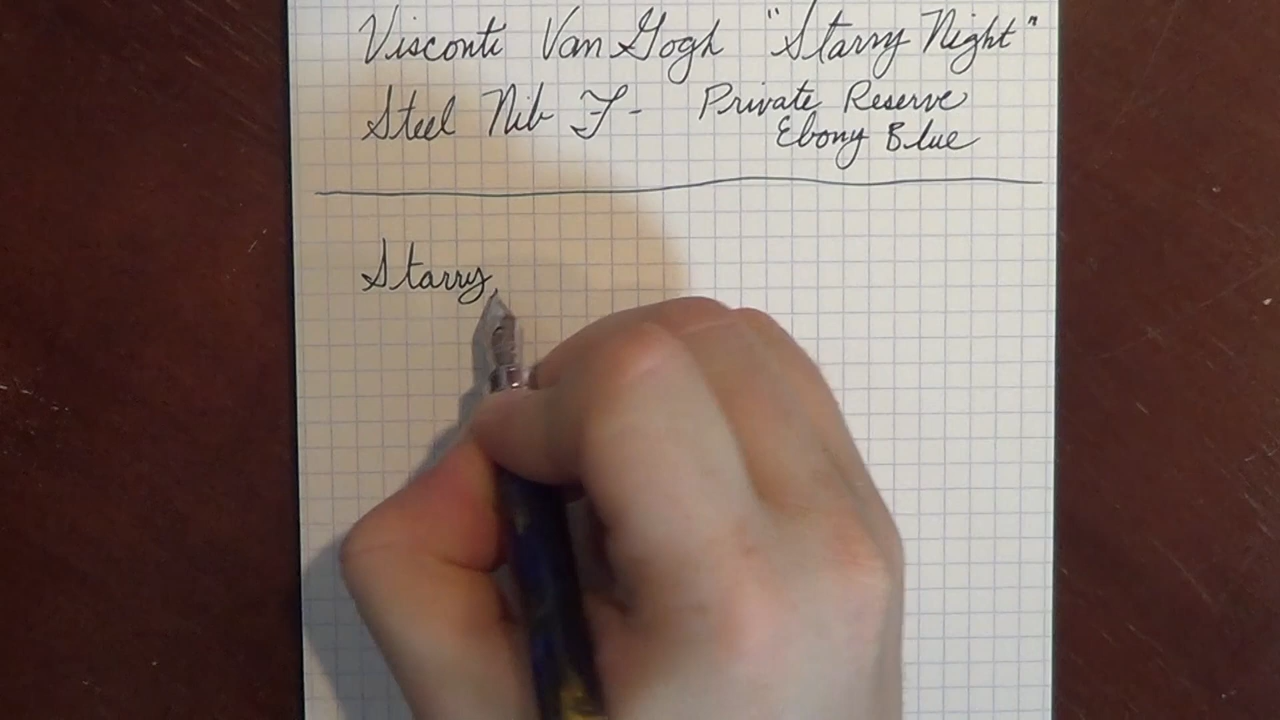 Visconti Van Gogh "Starry Night"
Steel Nib F - Private Reserve
Ebony Blue
Starry